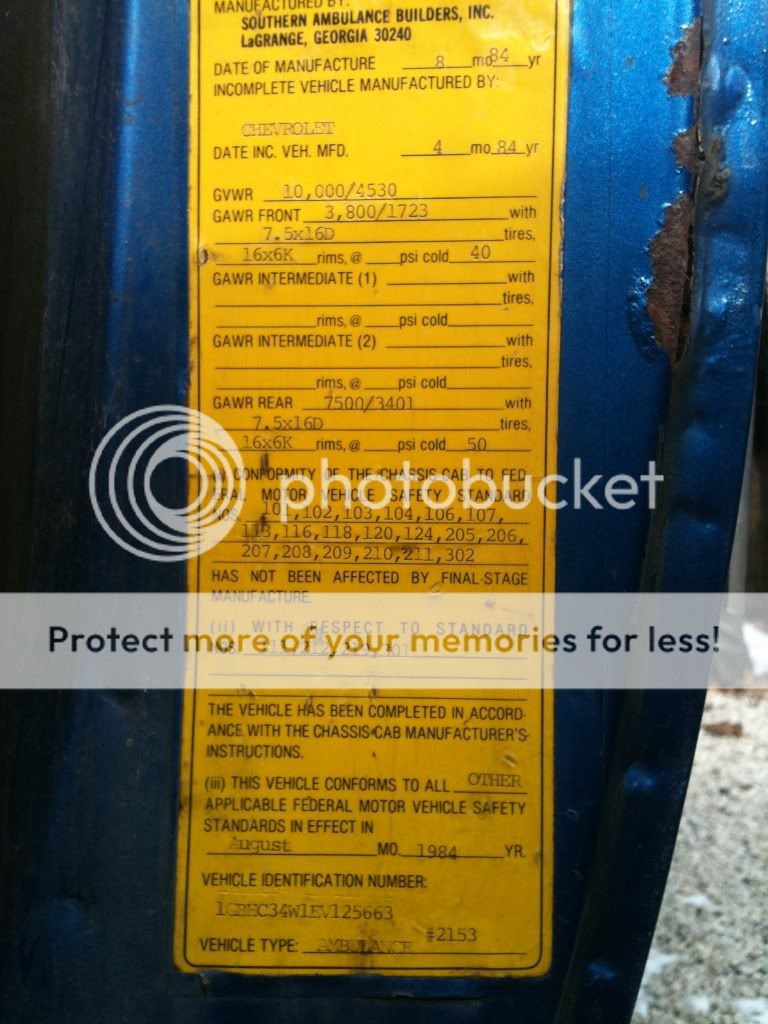 MANUFACTURED BY:
SOUTHERN AMBULANCE BUILDERS, INC.
LaGRANGE, GEORGIA 30240
DATE OF MANUFACTURE 8 mo 84 yr
INCOMPLETE VEHICLE MANUFACTURED BY:
CHEVROLET
DATE INC. VEH. MFD. 4 mo 84 yr
GVWR 10,000/4530
GAWR FRONT 3,800/1723 with
7.5x16D tires,
16x6K rims, @ psi cold 40
GAWR INTERMEDIATE (1) with
tires,
rims, @ psi cold
GAWR INTERMEDIATE (2) with
tires,
rims, @ psi cold
GAWR REAR 7500/3401 with
7.5x16D tires,
16x6K rims, @ psi cold 50
CONFORMITY OF THE CHASSIS-CAB TO FED-
ERAL MOTOR VEHICLE SAFETY STANDARD
NOS. 101,102,103,104,106,107,
113,116,118,120,124,205,206,
207,208,209,210,211,302
photobucket
HAS NOT BEEN AFFECTED BY FINAL-STAGE
MANUFACTURE.
(ii) WITH RESPECT TO STANDARD
NOS.
Protect more of your memories for less!
THE VEHICLE HAS BEEN COMPLETED IN ACCORD-
ANCE WITH THE CHASSIS-CAB MANUFACTURER'S
INSTRUCTIONS.
(iii) THIS VEHICLE CONFORMS TO ALL OTHER
APPLICABLE FEDERAL MOTOR VEHICLE SAFETY
STANDARDS IN EFFECT IN
August MO. 1984 YR.
VEHICLE IDENTIFICATION NUMBER:
1GBHC34W1EV125663
VEHICLE TYPE: AMBULANCE #2153